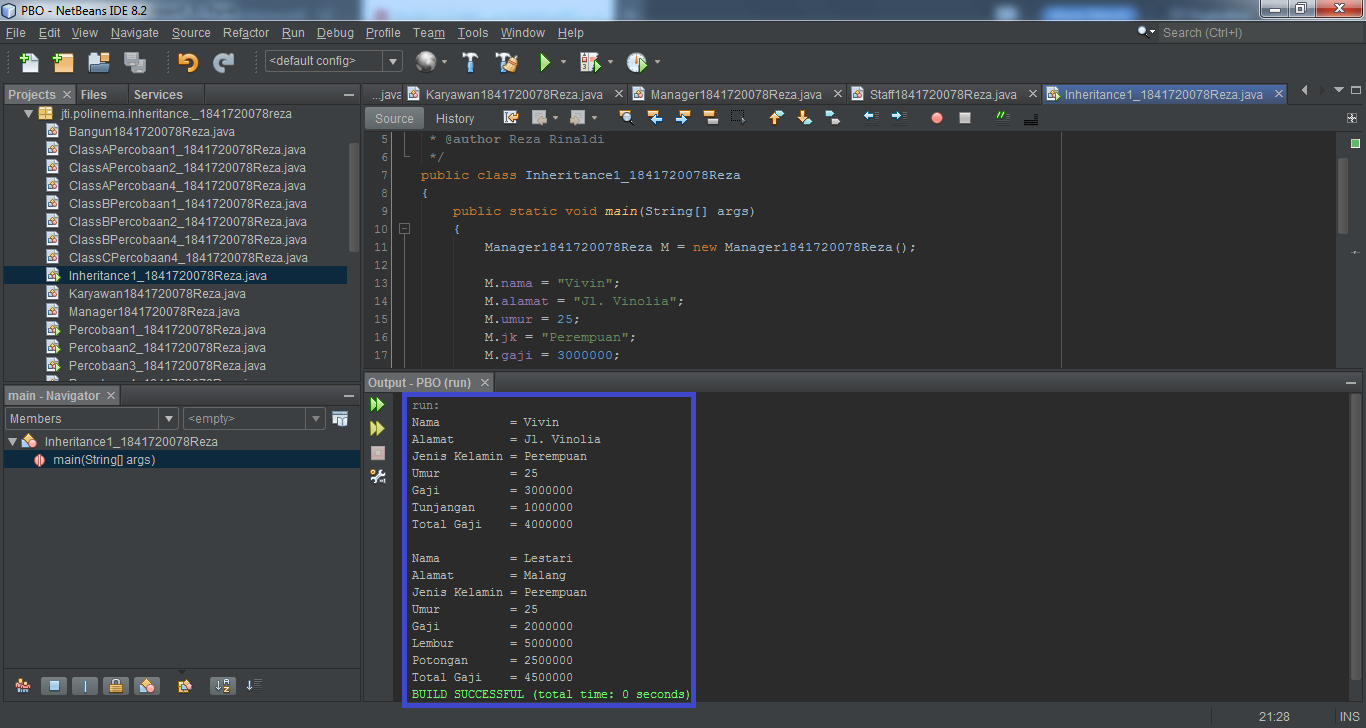 PBO - NetBeans IDE 8.2
File Edit View Navigate Source Refactor Run Debug Profile Team Tools Window Help
Search (Ctrl+I)
<default config>
Projects Files Services
...java Karyawan1841720078Reza.java Manager1841720078Reza.java Staff1841720078Reza.java Inheritance1_1841720078Reza.java
Source History
jti.polinema.inheritance._1841720078reza
Bangun1841720078Reza.java
ClassAPercobaan1_1841720078Reza.java
ClassAPercobaan2_1841720078Reza.java
ClassAPercobaan4_1841720078Reza.java
ClassBPercobaan1_1841720078Reza.java
ClassBPercobaan2_1841720078Reza.java
ClassBPercobaan4_1841720078Reza.java
ClassCPercobaan4_1841720078Reza.java
Inheritance1_1841720078Reza.java
Karyawan1841720078Reza.java
Manager1841720078Reza.java
Percobaan1_1841720078Reza.java
Percobaan2_1841720078Reza.java
Percobaan3_1841720078Reza.java
5 * @author Reza Rinaldi
6 */
7 public class Inheritance1_1841720078Reza
8 {
9 public static void main(String[] args)
10 {
11 Manager1841720078Reza M = new Manager1841720078Reza();
12
13 M.nama = "Vivin";
14 M.alamat = "Jl. Vinolia";
15 M.umur = 25;
16 M.jk = "Perempuan";
17 M.gaji = 3000000;
main - Navigator
Members <empty>
Inheritance1_1841720078Reza
main(String[] args)
Output - PBO (run)
run:
Nama = Vivin
Alamat = Jl. Vinolia
Jenis Kelamin = Perempuan
Umur = 25
Gaji = 3000000
Tunjangan = 1000000
Total Gaji = 4000000
Nama = Lestari
Alamat = Malang
Jenis Kelamin = Perempuan
Umur = 25
Gaji = 2000000
Lembur = 5000000
Potongan = 2500000
Total Gaji = 4500000
BUILD SUCCESSFUL (total time: 0 seconds)
21:28 INS